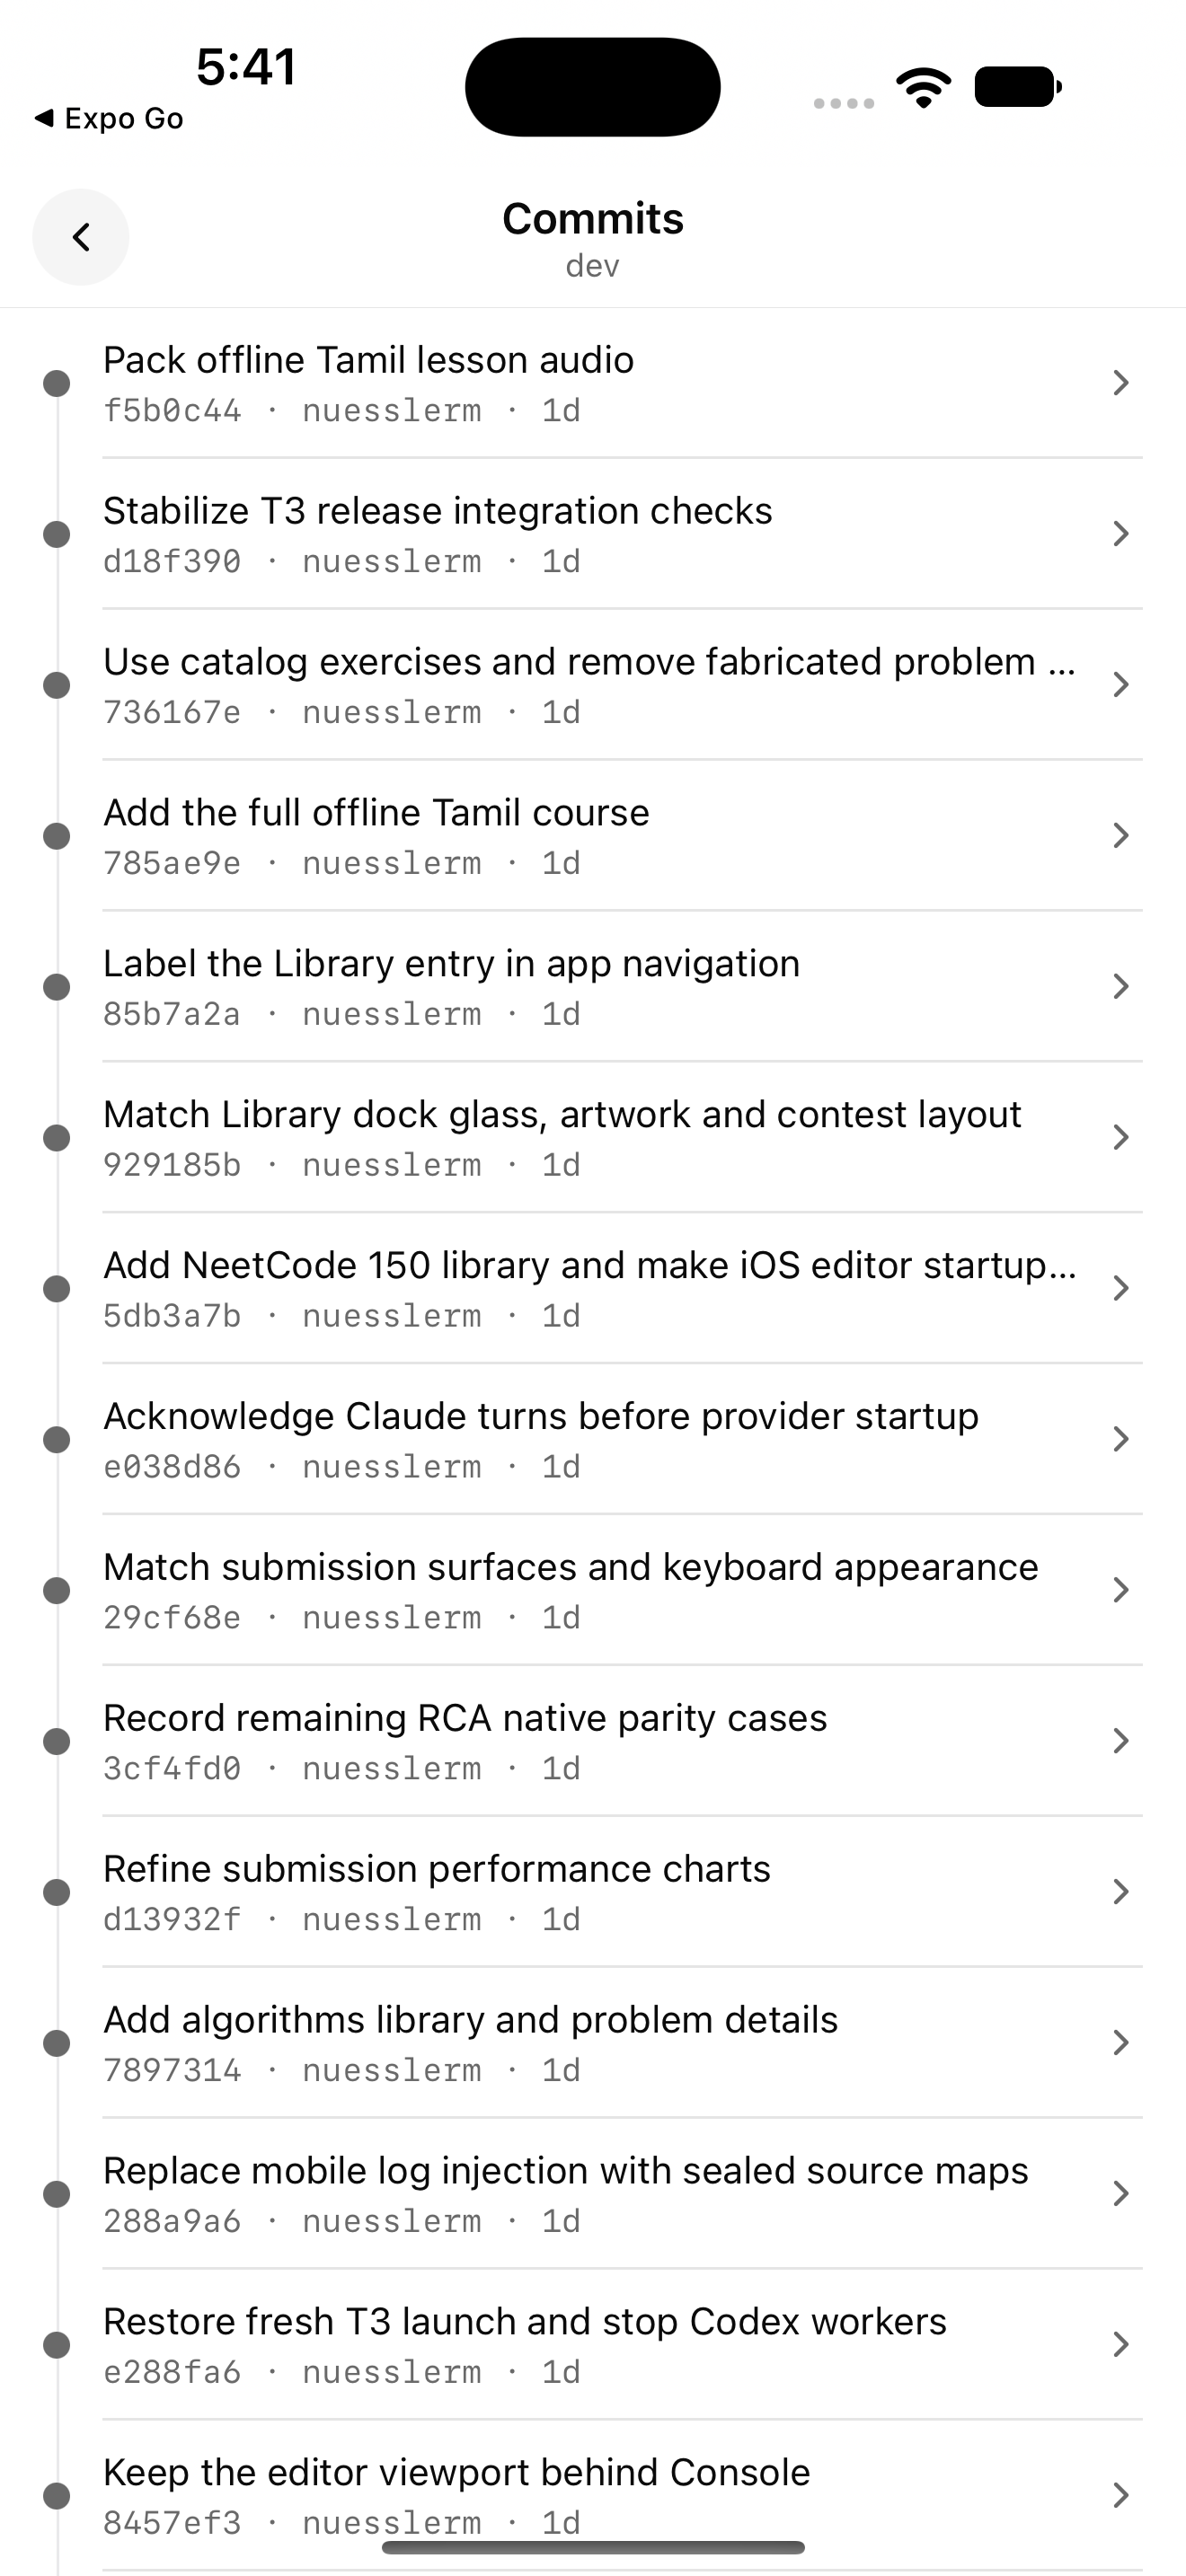 5:41
◀ Expo Go
Commits
dev
Pack offline Tamil lesson audio
f5b0c44 · nuesslerm · 1d
Stabilize T3 release integration checks
d18f390 · nuesslerm · 1d
Use catalog exercises and remove fabricated problem ...
736167e · nuesslerm · 1d
Add the full offline Tamil course
785ae9e · nuesslerm · 1d
Label the Library entry in app navigation
85b7a2a · nuesslerm · 1d
Match Library dock glass, artwork and contest layout
929185b · nuesslerm · 1d
Add NeetCode 150 library and make iOS editor startup...
5db3a7b · nuesslerm · 1d
Acknowledge Claude turns before provider startup
e038d86 · nuesslerm · 1d
Match submission surfaces and keyboard appearance
29cf68e · nuesslerm · 1d
Record remaining RCA native parity cases
3cf4fd0 · nuesslerm · 1d
Refine submission performance charts
d13932f · nuesslerm · 1d
Add algorithms library and problem details
7897314 · nuesslerm · 1d
Replace mobile log injection with sealed source maps
288a9a6 · nuesslerm · 1d
Restore fresh T3 launch and stop Codex workers
e288fa6 · nuesslerm · 1d
Keep the editor viewport behind Console
8457ef3 · nuesslerm · 1d